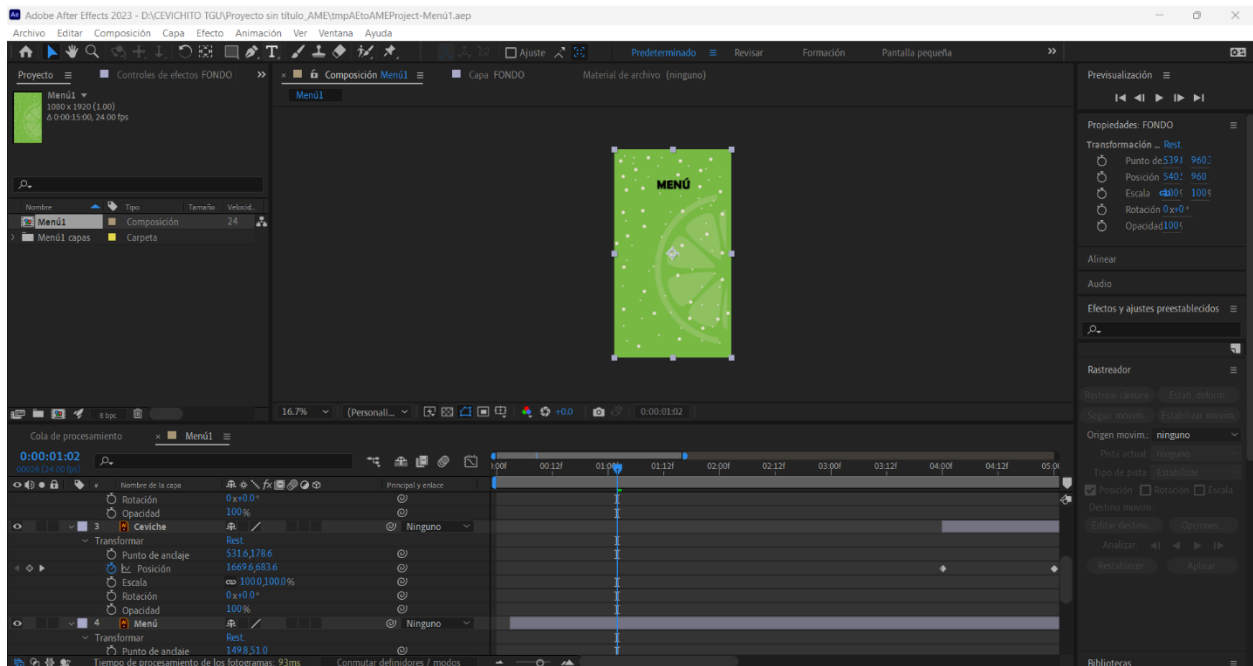 Adobe After Effects 2023 - D:\CEVICHITO TGU\Proyecto sin título_AME\tmpAEtoAMEProject-Menú1.aep
Archivo Editar Composición Capa Efecto Animación Ver Ventana Ayuda
Ajuste Predeterminado Revisar Formación Pantalla pequeña
Proyecto Controles de efectos FONDO Composición Menú1 Capa FONDO Material de archivo (ninguno) Previsualización
Menú1
Menú1
1080 x 1920 (1.00)
Δ 0:00:15:00, 24.00 fps
Propiedades: FONDO
Transformación ... Rest.
Punto de
Posición
Escala
Rotación 0x+0°
Opacidad
MENÚ
Nombre Tipo Tamaño Velocid...
Menú1 Composición 24
Menú1 capas Carpeta
Alinear
Audio
Efectos y ajustes preestablecidos
Rastreador
Rastrear cámara Estab. deform.
Seguir movim. Estabilizar movim.
8 bpc 16.7% (Personali... +0.0 0:00:01:02
Cola de procesamiento Menú1
Origen movim.: ninguno
Pista actual: ninguno
Tipo de pista: Estabilizar
Posición Rotación Escala
Destino movim.:
Editar destino... Opciones...
Analizar:
Restablecer Aplicar
0:00:01:02
00026 (24.00 fps)
00:12f 01:12f 02:00f 02:12f 03:00f 03:12f 04:00f 04:12f
# Nombre de la capa Principal y enlace
Rotación 0x+0.0°
Opacidad 100%
3 Ceviche Ninguno
Transformar Rest.
Punto de anclaje 531.6,178.6
Posición 1669.6,683.6
Escala 100.0,100.0%
Rotación 0x+0.0°
Opacidad 100%
4 Menú Ninguno
Transformar Rest.
Punto de anclaje 149.8,51.0
Tiempo de procesamiento de los fotogramas: 93ms Conmutar definidores / modos
Bibliotecas